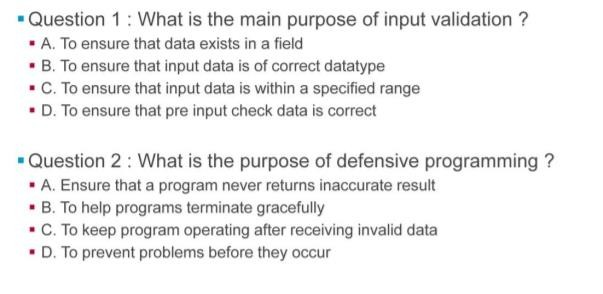 Question 1 : What is the main purpose of input validation ?
A. To ensure that data exists in a field
B. To ensure that input data is of correct datatype
C. To ensure that input data is within a specified range
D. To ensure that pre input check data is correct
Question 2 : What is the purpose of defensive programming ?
A. Ensure that a program never returns inaccurate result
B. To help programs terminate gracefully
C. To keep program operating after receiving invalid data
D. To prevent problems before they occur